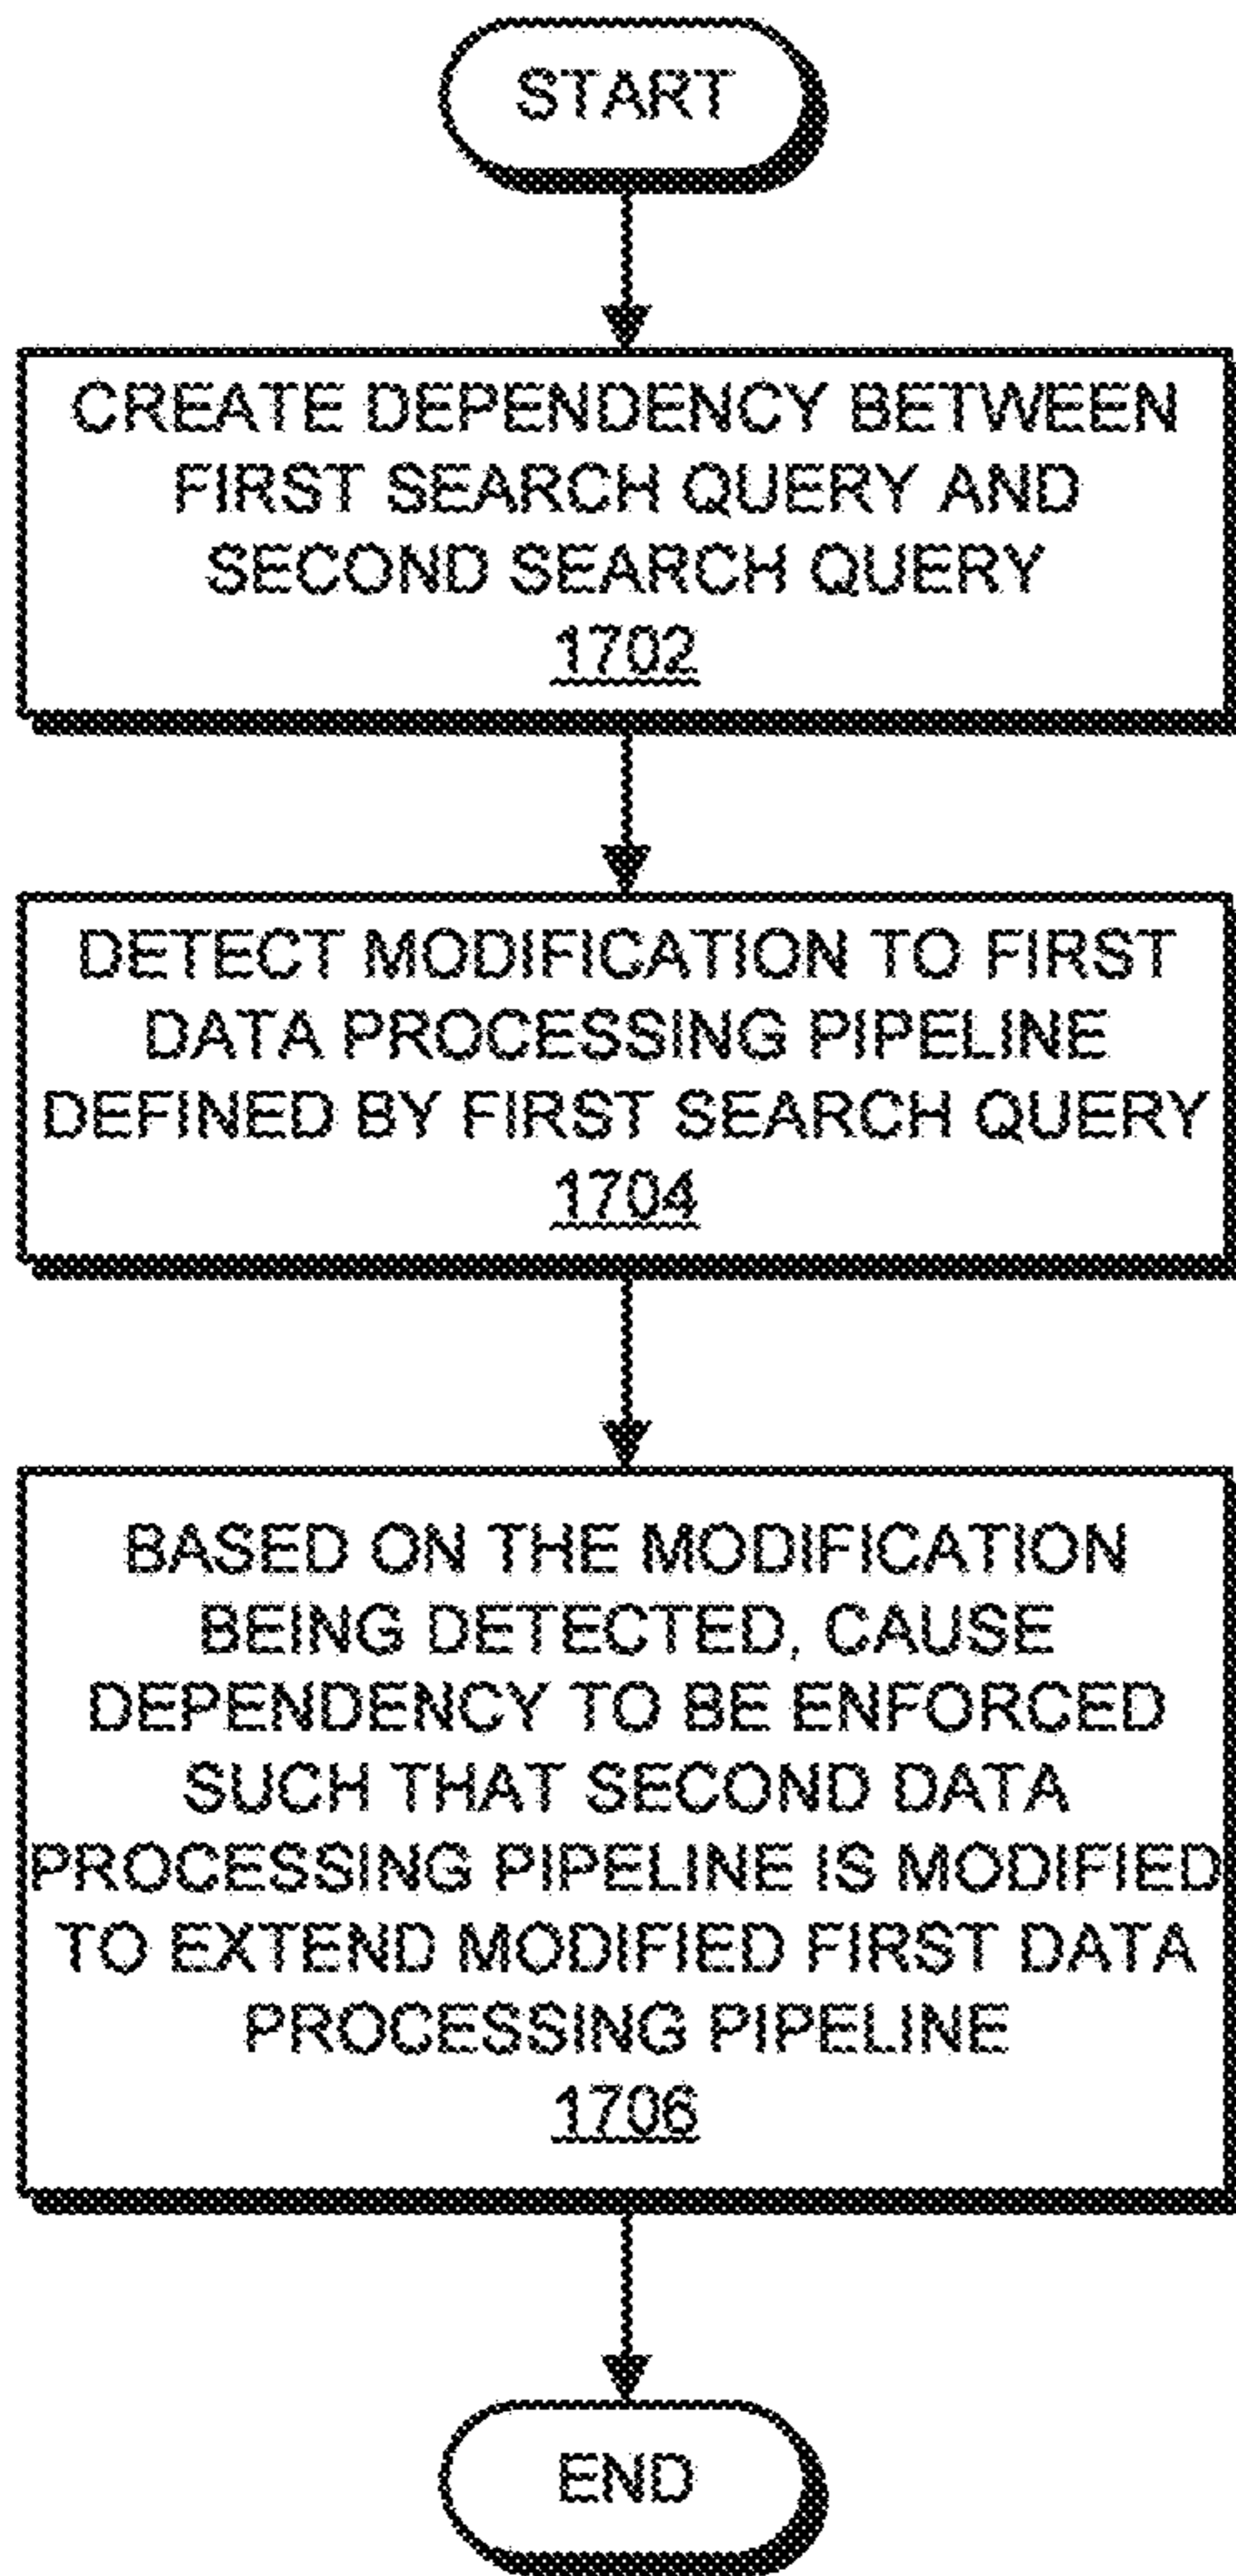 START
CREATE DEPENDENCY BETWEEN
FIRST SEARCH QUERY AND
SECOND SEARCH QUERY
1702
DETECT MODIFICATION TO FIRST
DATA PROCESSING PIPELINE
DEFINED BY FIRST SEARCH QUERY
1704
BASED ON THE MODIFICATION
BEING DETECTED, CAUSE
DEPENDENCY TO BE ENFORCED
SUCH THAT SECOND DATA
PROCESSING PIPELINE IS MODIFIED
TO EXTEND MODIFIED FIRST DATA
PROCESSING PIPELINE
1706
END